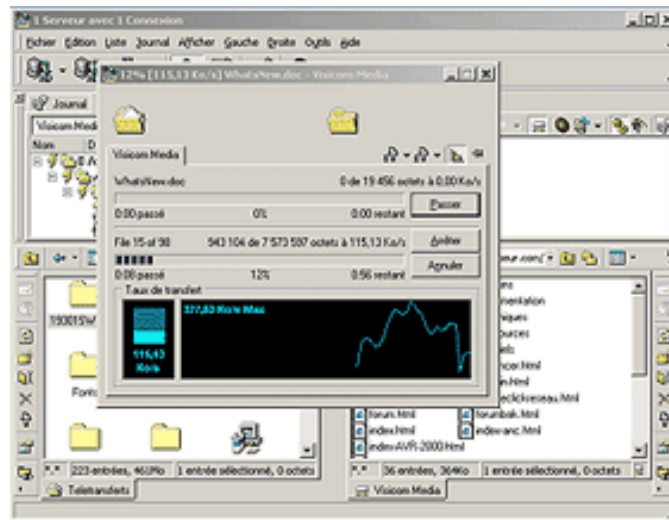 1 Serveur avec 1 Connexion
Fichier Edition Liste Journal Afficher Gauche Droite Outils Aide
12% [115,13 Ko/s] WhatsNew.doc - Visicom Media
Journal
Visicom Med
Nom D
Visicom Media
WhatsNew.doc 0 de 19 456 octets à 0,00 Ko/s
Passer
0:00 passé 0% 0:00 restant
File 15 of 98 943 104 de 7 573 597 octets à 115,13 Ko/s
Arrêter
Annuler
0:08 passé 12% 0:56 restant
Taux de transfert
327,82 Ko/s Max
115,13
Ko/s
19001SW
Form
forum.html forumbak.html
index.html index-anc.html
index-AVR-2000.html
*.* 223 entrées, 461Mo 1 entrée sélectionné, 0 octets
*.* 36 entrées, 364Ko 1 entrée sélectionné, 0 octets
Teletransferts
Visicom Media